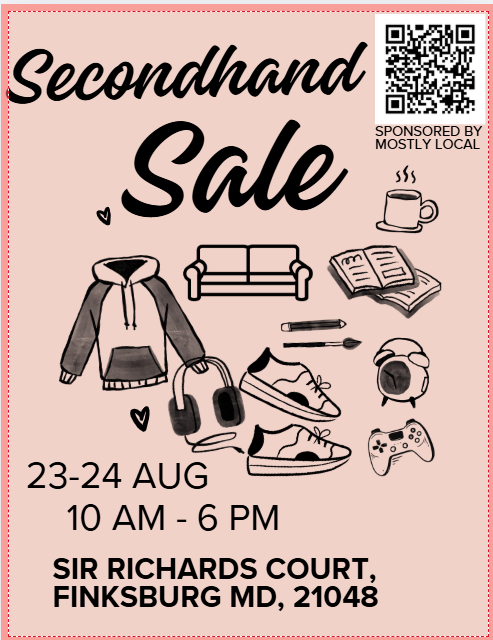 Secondhand
Sale
SPONSORED BY
MOSTLY LOCAL
23-24 AUG
10 AM - 6 PM
SIR RICHARDS COURT,
FINKSBURG MD, 21048